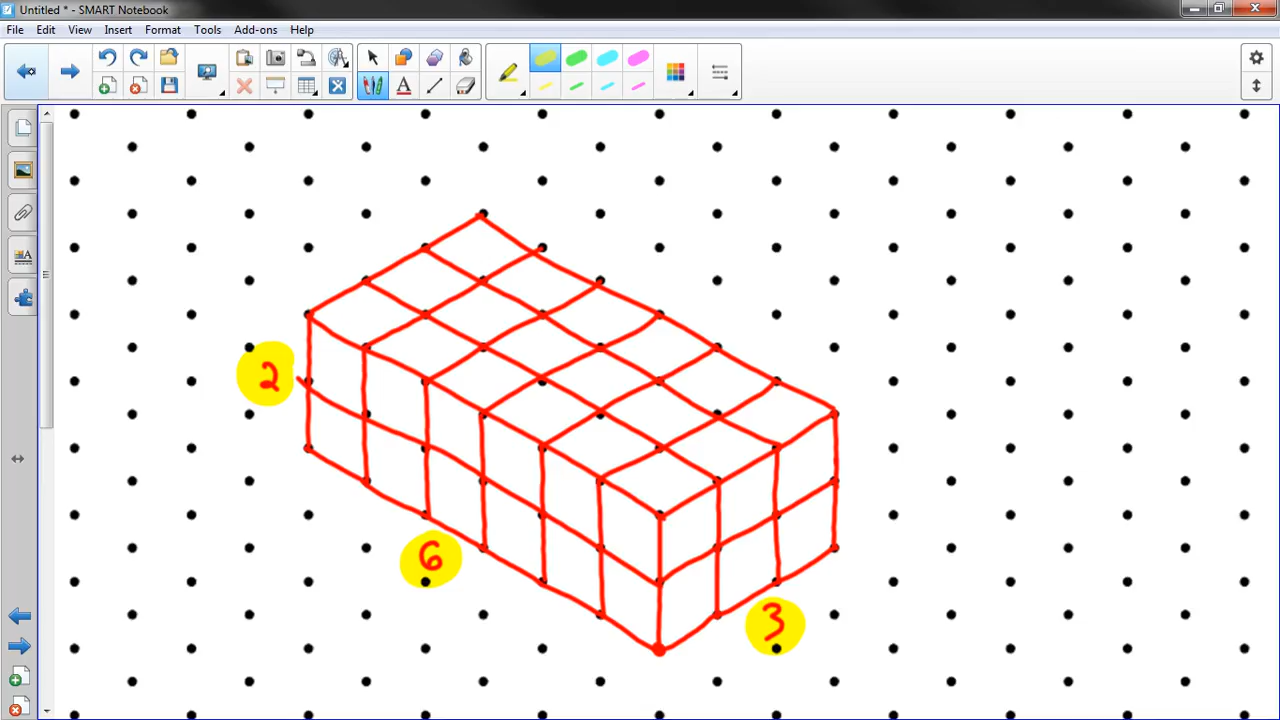 Untitled * - SMART Notebook
File Edit View Insert Format Tools Add-ons Help
2
6
3